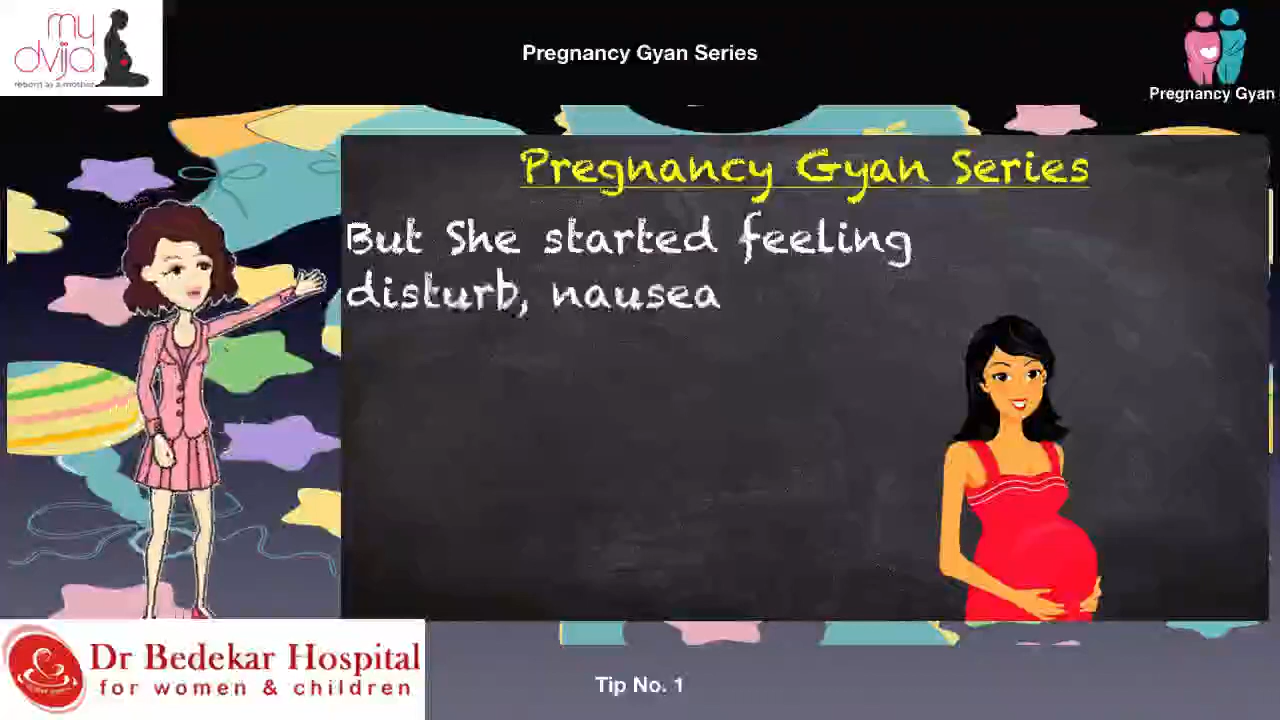 my
dvija
reborn as a mother
Pregnancy Gyan Series
Pregnancy Gyan
Pregnancy Gyan Series
But She started feeling
disturb, nausea
Dr Bedekar Hospital
for women & children
Tip No. 1